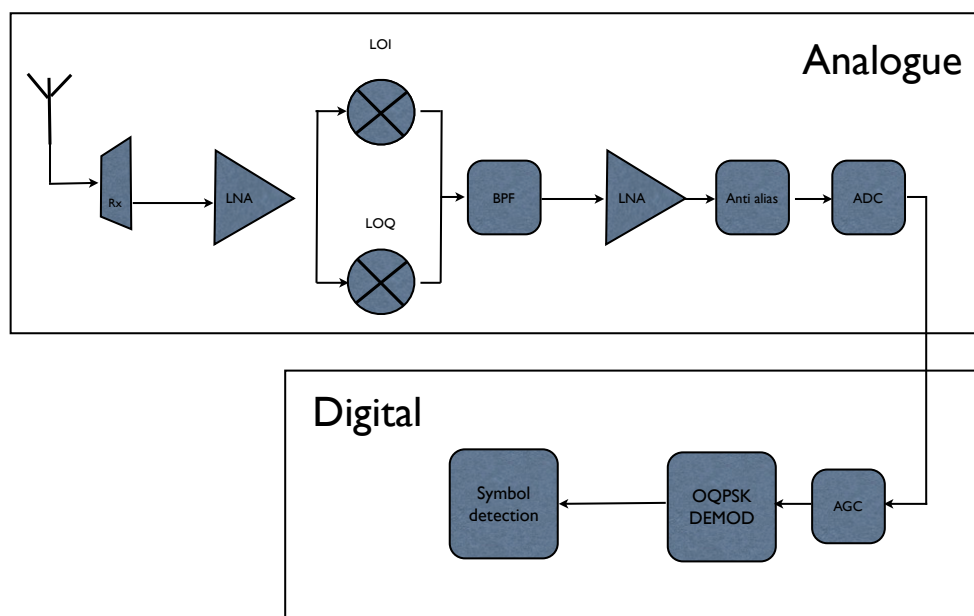 Analogue
LOI
Rx
LNA
LOQ
BPF
LNA
Anti alias
ADC
Digital
Symbol
detection
OQPSK
DEMOD
AGC